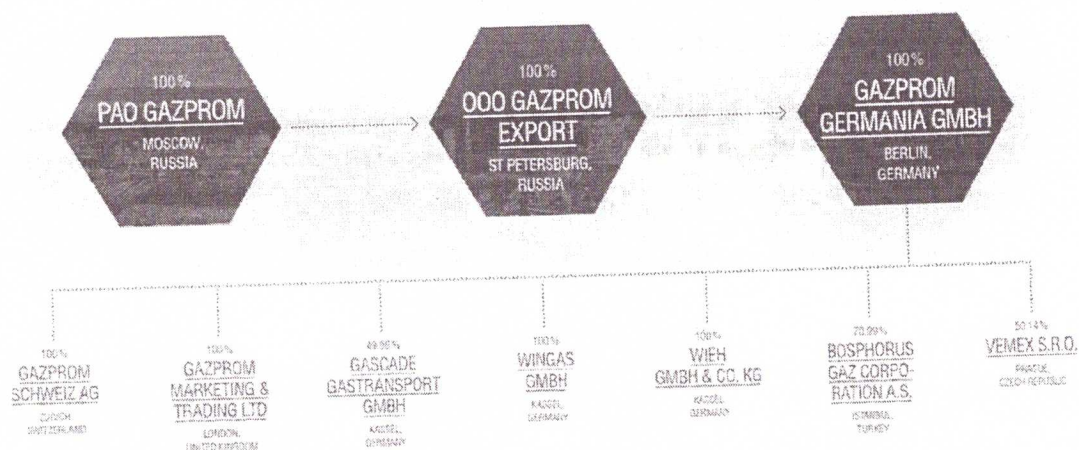 100%
PAO GAZPROM
MOSCOW,
RUSSIA
100%
OOO GAZPROM
EXPORT
ST PETERSBURG,
RUSSIA
100%
GAZPROM
GERMANIA GMBH
BERLIN,
GERMANY
100%
GAZPROM
SCHWEIZ AG
ZURICH,
SWITZERLAND
100%
GAZPROM
MARKETING &
TRADING LTD
LONDON,
UNITED KINGDOM
GASCADE
GASTRANSPORT
GMBH
KASSEL,
GERMANY
100%
WINGAS
GMBH
KASSEL,
GERMANY
100%
WIEH
GMBH & CO. KG
KASSEL
GERMANY
70.99%
BOSPHORUS
GAZ CORPO-
RATION A.S.
ISTANBUL,
TURKEY
50.14%
VEMEX S.R.O.
PRAGUE,
CZECH REPUBLIC